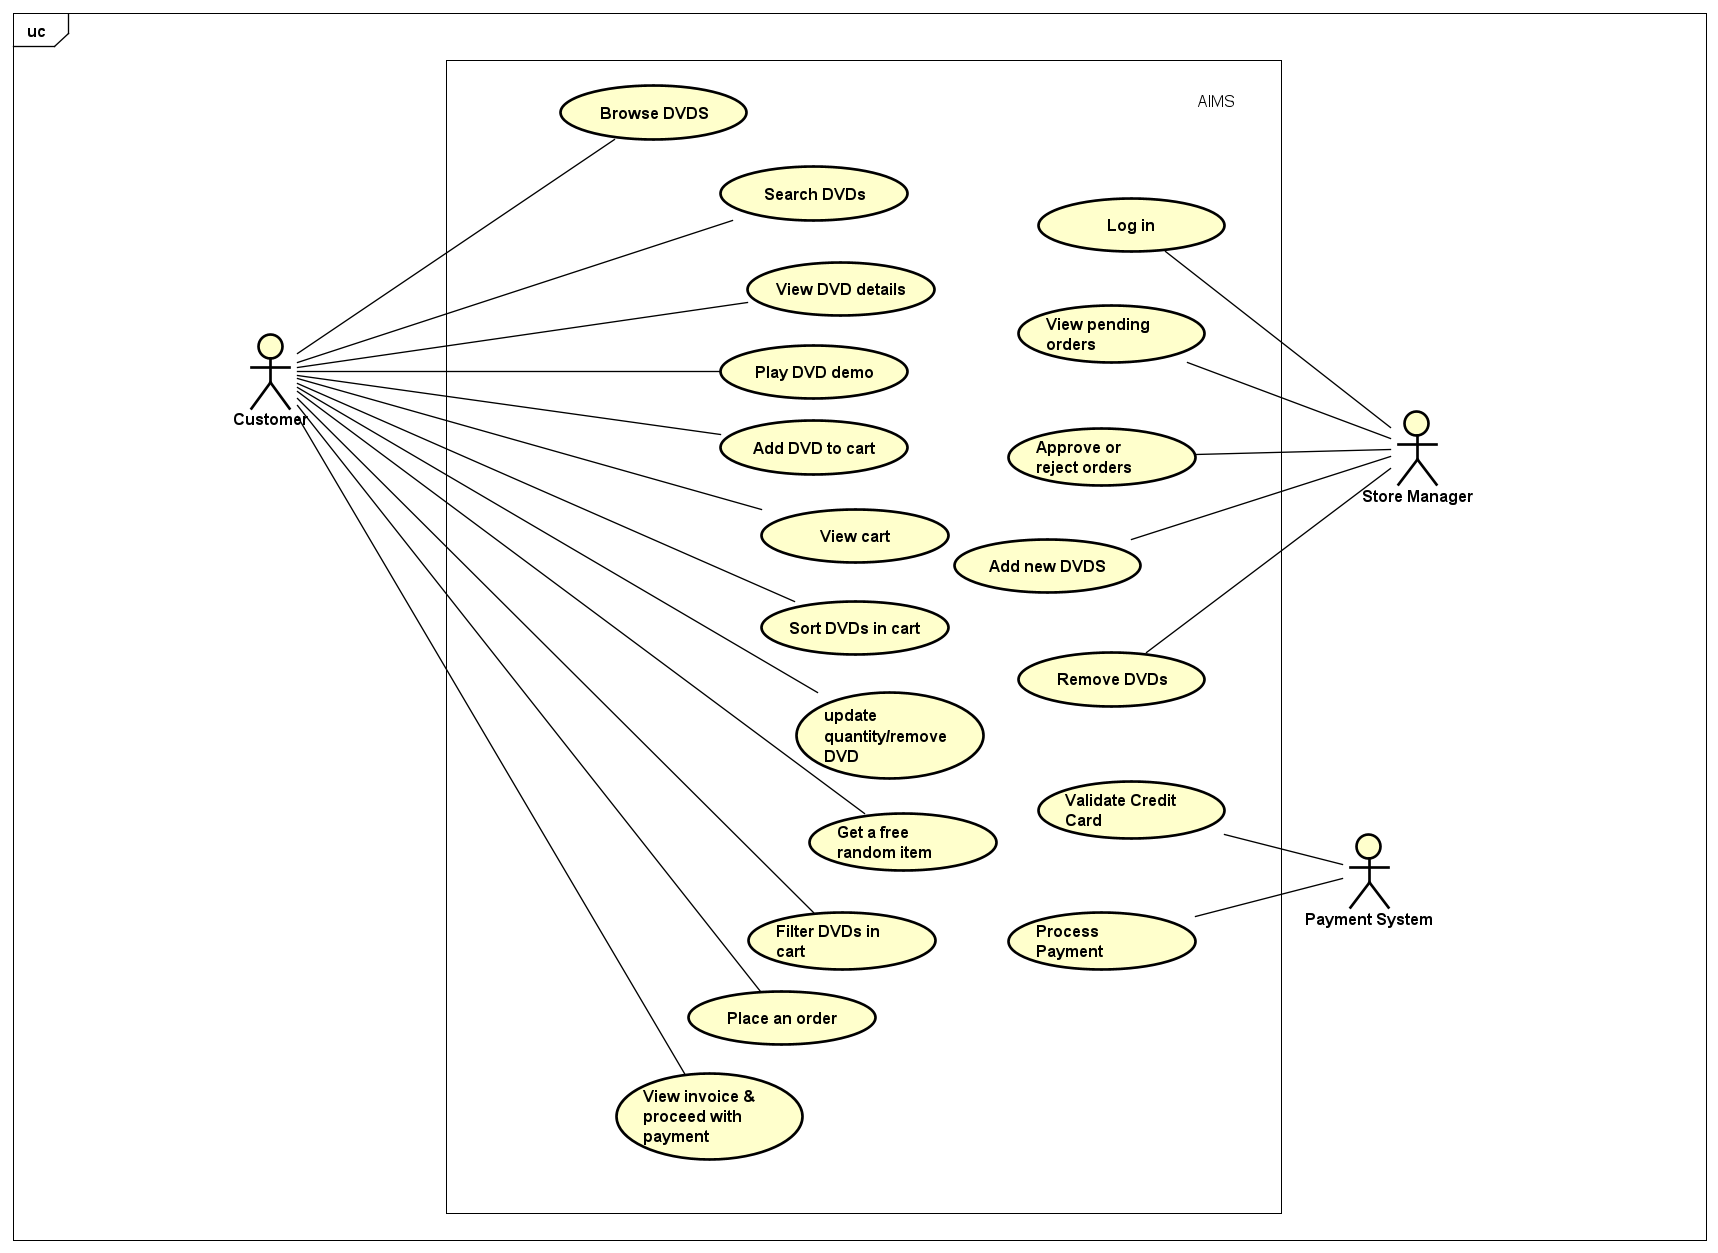 uc
AIMS
Browse DVDS
Search DVDs
Log in
View DVD details
View pending
orders
Play DVD demo
Customer
Add DVD to cart
Approve or
reject orders
Store Manager
View cart
Add new DVDS
Sort DVDs in cart
Remove DVDs
update
quantity/remove
DVD
Validate Credit
Card
Get a free
random item
Payment System
Filter DVDs in
cart
Process
Payment
Place an order
View invoice &
proceed with
payment